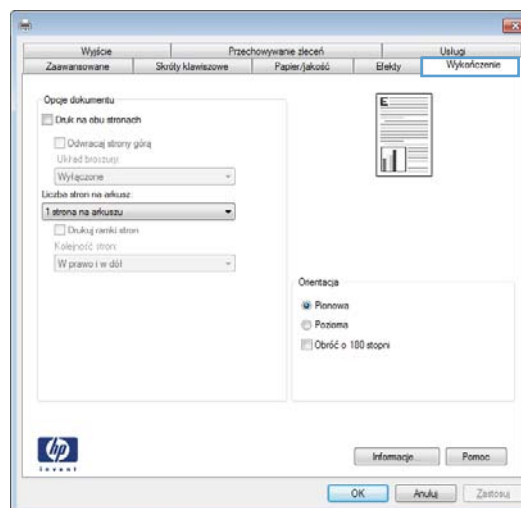 Wyjście Przechowywanie zleceń Usługi
Zaawansowane Skróty klawiszowe Papier/jakość Efekty Wykończenie
Opcje dokumentu
Druk na obu stronach
Odwracaj strony górą
Układ broszury:
Wyłączone
Liczba stron na arkusz:
1 strona na arkuszu
Drukuj ramki stron
Kolejność stron:
W prawo i w dół
E
Orientacja
Pionowa
Pozioma
Obróć o 180 stopni
hp
invent
Informacje... Pomoc
OK Anuluj Zastosuj